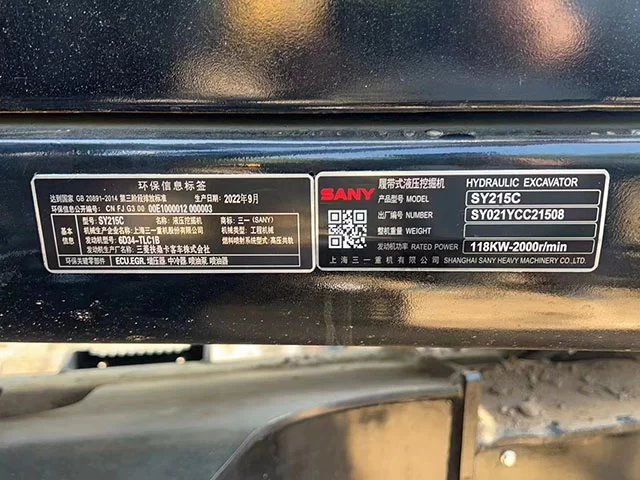 环保信息标签
达到国家 GB 20891-2014 第三阶段排放标准 生产日期: 2022年9月
信息公开编号: CN FJ G3 00 00E1000012 000003
型号: SY215C 名称: 液压挖掘机
机械生产企业名称: 上海三一重机股份有限公司 商标: 三一 (SANY)
机械类型: 工程机械
发动机型号: 6D34-TLC1B
燃料喷射系统型式: 高压共轨
发动机生产厂名称: 三菱扶桑卡客车株式会社
环保关键零部件 ECU.EGR. 增压器, 中冷器, 喷油泵, 喷油器
SANY
履带式液压挖掘机 HYDRAULIC EXCAVATOR
产品型号 MODEL SY215C
出厂编号 NUMBER SY021YCC21508
整机重量 WEIGHT
发动机功率 RATED POWER 118KW-2000r/min
上海三一重机有限公司 SHANGHAI SANY HEAVY MACHINERY CO.,LTD.